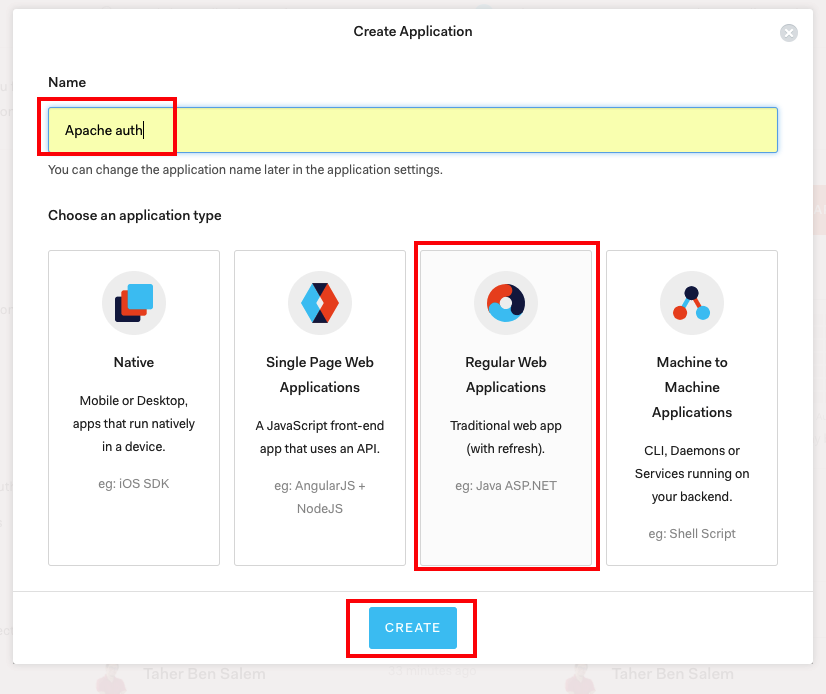 Create Application
Name
Apache auth
You can change the application name later in the application settings.
Choose an application type
Native
Mobile or Desktop,
apps that run natively
in a device.
eg: iOS SDK
Single Page Web
Applications
A JavaScript front-end
app that uses an API.
eg: AngularJS +
NodeJS
Regular Web
Applications
Traditional web app
(with refresh).
eg: Java ASP.NET
Machine to
Machine
Applications
CLI, Daemons or
Services running on
your backend.
eg: Shell Script
CREATE
Taher Ben Salem
minutes ago
Taher Ben Salem